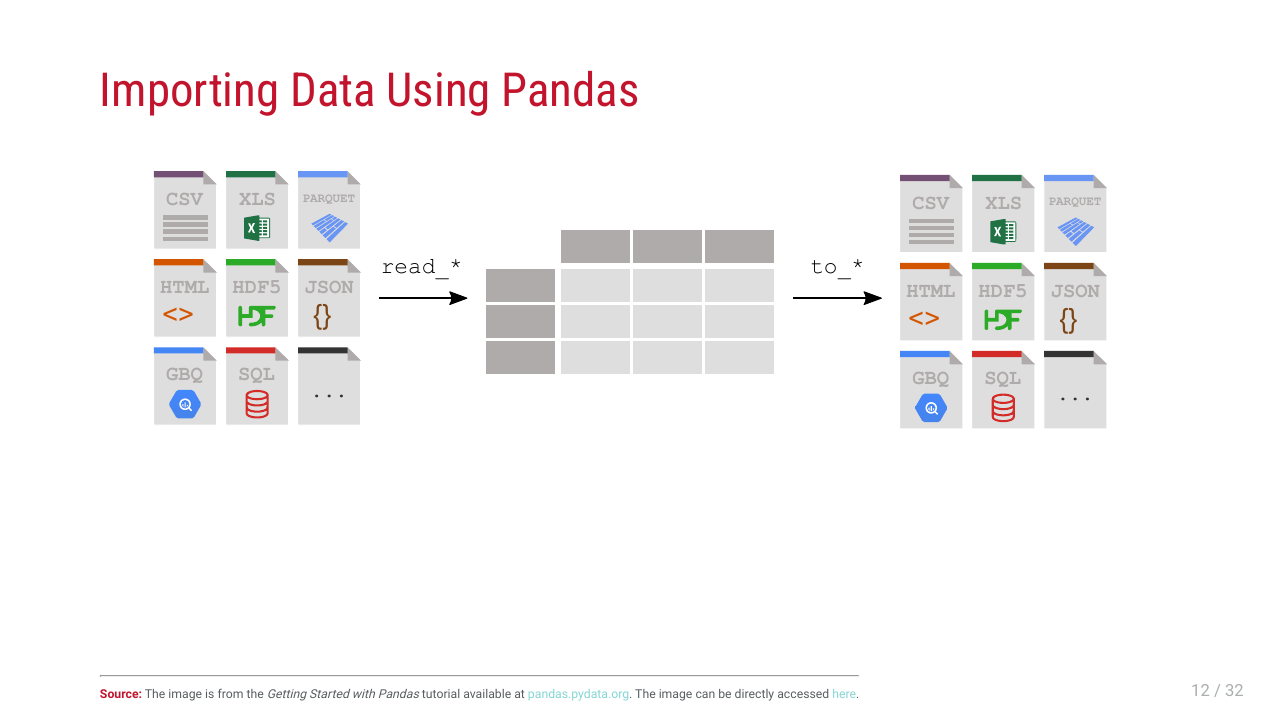 Importing Data Using Pandas
CSV XLS PARQUET
HTML HDF5 JSON
<> HDF {}
GBQ SQL ...
read_*
to_*
CSV XLS PARQUET
HTML HDF5 JSON
<> HDF {}
GBQ SQL ...
Source: The image is from the Getting Started with Pandas tutorial available at pandas.pydata.org. The image can be directly accessed here.
12 / 32